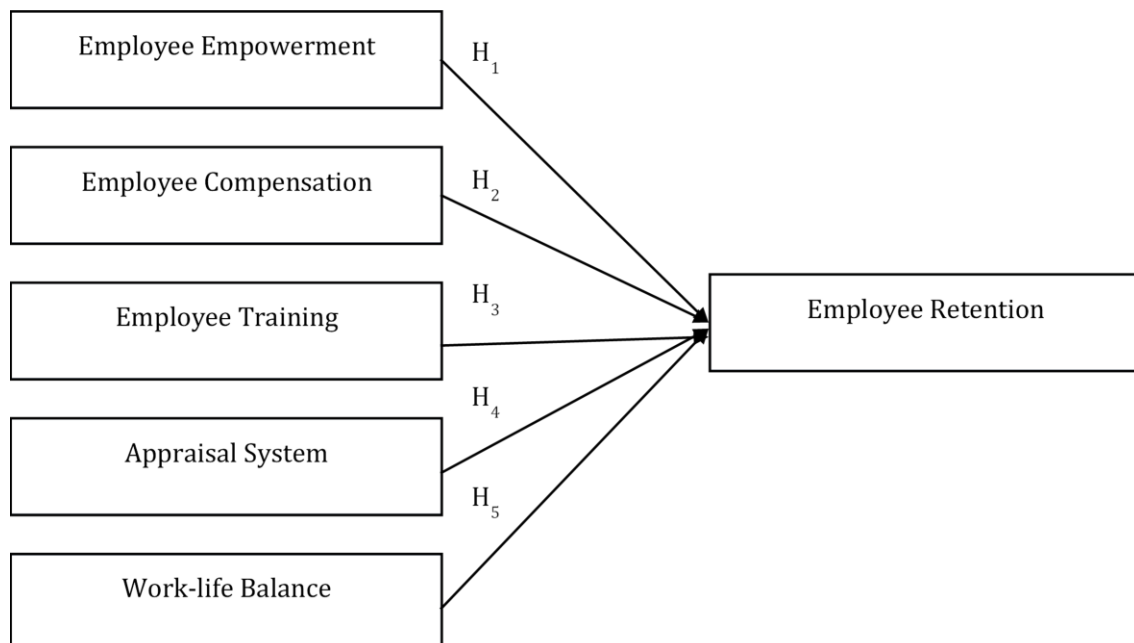 Employee Empowerment
H₁
Employee Compensation
H₂
Employee Training
H₃
Employee Retention
Appraisal System
H₄
Work-life Balance
H₅